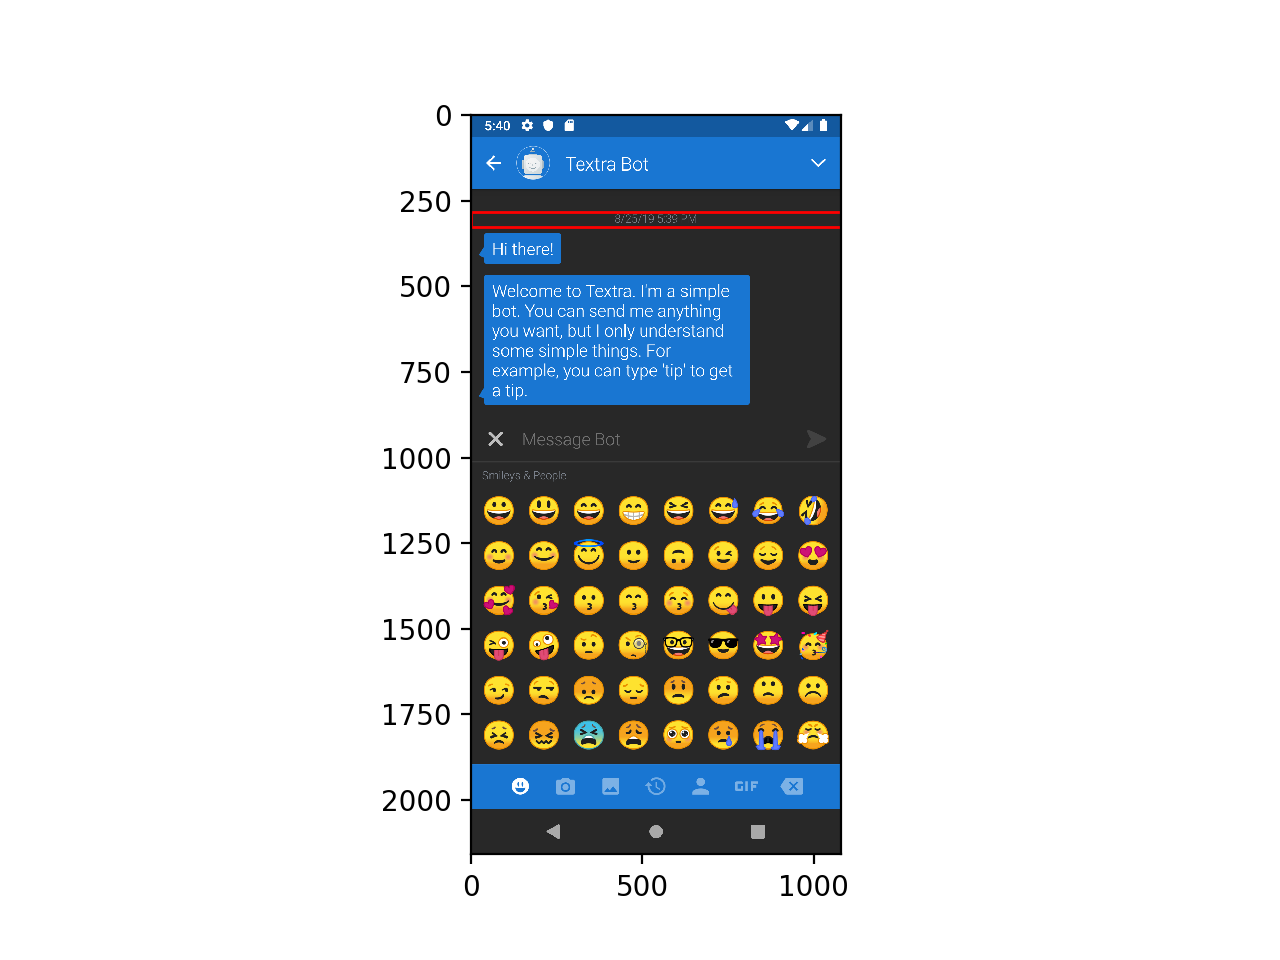 0
250
500
750
1000
1250
1500
1750
2000
0
500
1000
5:40
Textra Bot
8/25/19 5:39 PM
Hi there!
Welcome to Textra. I'm a simple
bot. You can send me anything
you want, but I only understand
some simple things. For
example, you can type 'tip' to get
a tip.
Message Bot
Smileys & People
GIF